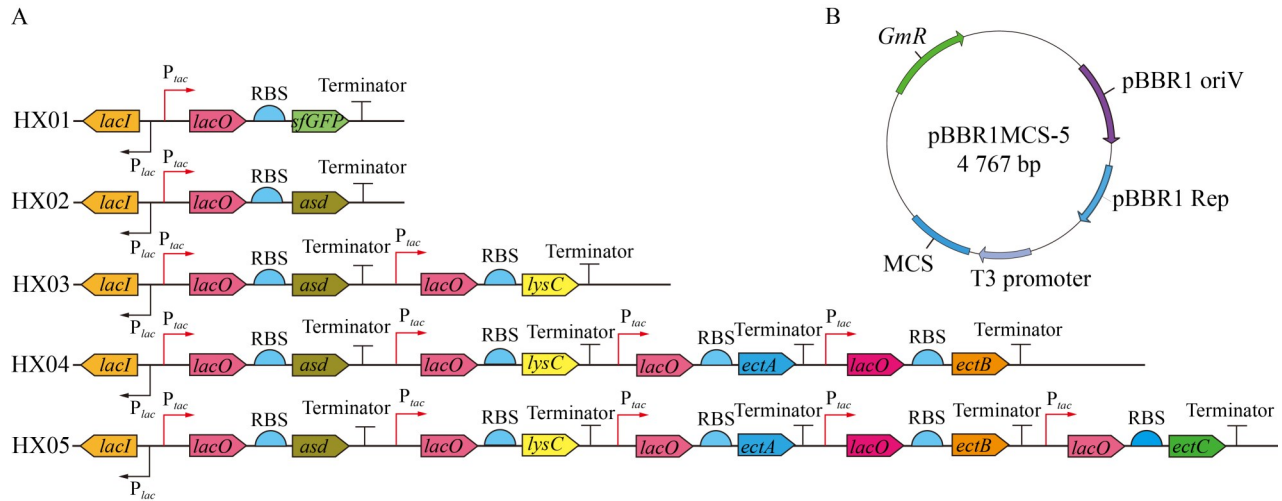 A
B
HX01
lacI
Plac
Ptac
lacO
RBS
sfGFP
Terminator
HX02
lacI
Plac
Ptac
lacO
RBS
asd
Terminator
HX03
lacI
Plac
Ptac
lacO
RBS
asd
Terminator
Ptac
lacO
RBS
lysC
Terminator
HX04
lacI
Plac
Ptac
lacO
RBS
asd
Terminator
Ptac
lacO
RBS
lysC
Terminator
Ptac
lacO
RBS
ectA
Terminator
Ptac
lacO
RBS
ectB
Terminator
HX05
lacI
Plac
Ptac
lacO
RBS
asd
Terminator
Ptac
lacO
RBS
lysC
Terminator
Ptac
lacO
RBS
ectA
Terminator
Ptac
lacO
RBS
ectB
Terminator
Ptac
lacO
RBS
ectC
Terminator
GmR
pBBR1 oriV
pBBR1MCS-5
4 767 bp
pBBR1 Rep
MCS
T3 promoter